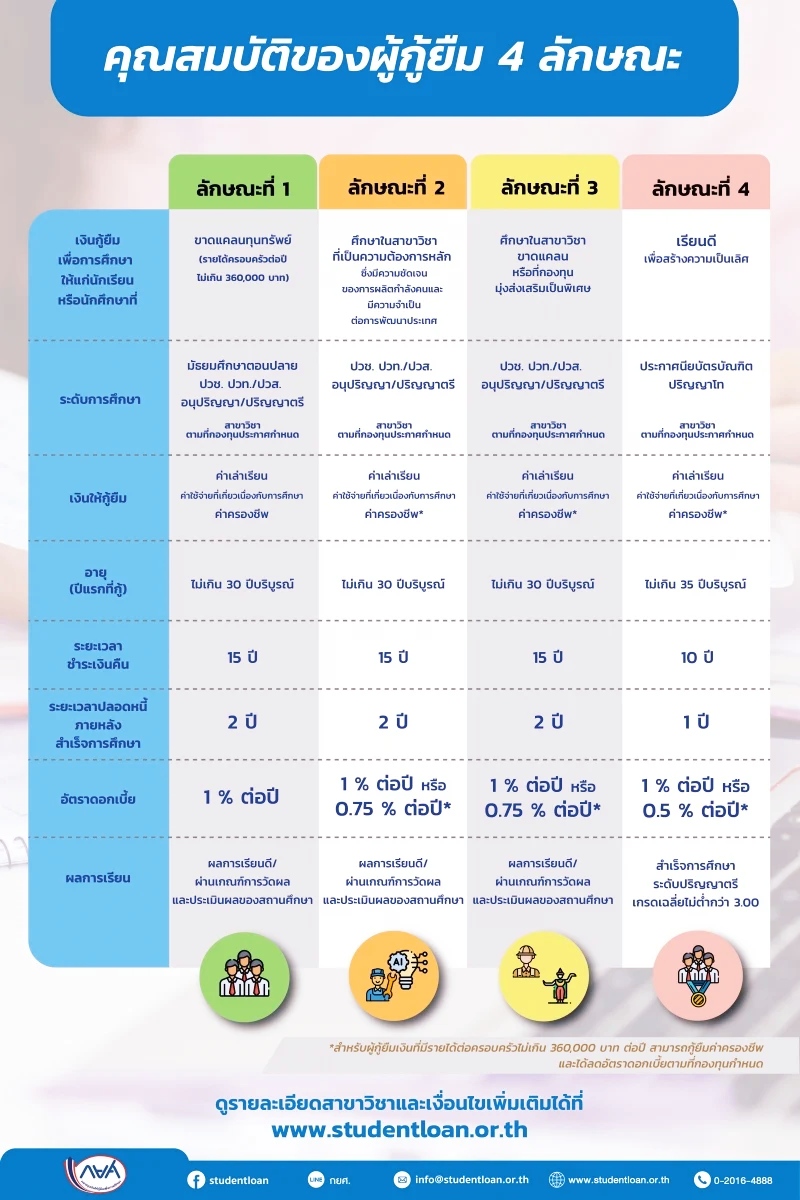 คุณสมบัติของผู้กู้ยืม 4 ลักษณะ
ลักษณะที่ 1
ลักษณะที่ 2
ลักษณะที่ 3
ลักษณะที่ 4
เงินกู้ยืม
เพื่อการศึกษา
ให้แก่นักเรียน
หรือนักศึกษาที่
ขาดแคลนทุนทรัพย์
(รายได้ครอบครัวต่อปี
ไม่เกิน 360,000 บาท)
ศึกษาในสาขาวิชา
ที่เป็นความต้องการหลัก
ซึ่งมีความชัดเจน
ของการผลิตกำลังคนและ
มีความจำเป็น
ต่อการพัฒนาประเทศ
ศึกษาในสาขาวิชา
ขาดแคลน
หรือที่กองทุน
มุ่งส่งเสริมเป็นพิเศษ
เรียนดี
เพื่อสร้างความเป็นเลิศ
ระดับการศึกษา
มัธยมศึกษาตอนปลาย
ปวช. ปวท./ปวส.
อนุปริญญา/ปริญญาตรี
สาขาวิชา
ตามที่กองทุนประกาศกำหนด
ปวช. ปวท./ปวส.
อนุปริญญา/ปริญญาตรี
สาขาวิชา
ตามที่กองทุนประกาศกำหนด
ปวช. ปวท./ปวส.
อนุปริญญา/ปริญญาตรี
สาขาวิชา
ตามที่กองทุนประกาศกำหนด
ประกาศนียบัตรบัณฑิต
ปริญญาโท
สาขาวิชา
ตามที่กองทุนประกาศกำหนด
เงินให้กู้ยืม
ค่าเล่าเรียน
ค่าใช้จ่ายที่เกี่ยวเนื่องกับการศึกษา
ค่าครองชีพ
ค่าเล่าเรียน
ค่าใช้จ่ายที่เกี่ยวเนื่องกับการศึกษา
ค่าครองชีพ*
ค่าเล่าเรียน
ค่าใช้จ่ายที่เกี่ยวเนื่องกับการศึกษา
ค่าครองชีพ*
ค่าเล่าเรียน
ค่าใช้จ่ายที่เกี่ยวเนื่องกับการศึกษา
ค่าครองชีพ*
อายุ
(ปีแรกที่กู้)
ไม่เกิน 30 ปีบริบูรณ์
ไม่เกิน 30 ปีบริบูรณ์
ไม่เกิน 30 ปีบริบูรณ์
ไม่เกิน 35 ปีบริบูรณ์
ระยะเวลา
ชำระเงินคืน
15 ปี
15 ปี
15 ปี
10 ปี
ระยะเวลาปลอดหนี้
ภายหลัง
สำเร็จการศึกษา
2 ปี
2 ปี
2 ปี
1 ปี
อัตราดอกเบี้ย
1 % ต่อปี
1 % ต่อปี หรือ
0.75 % ต่อปี*
1 % ต่อปี หรือ
0.75 % ต่อปี*
1 % ต่อปี หรือ
0.5 % ต่อปี*
ผลการเรียน
ผลการเรียนดี/
ผ่านเกณฑ์การวัดผล
และประเมินผลของสถานศึกษา
ผลการเรียนดี/
ผ่านเกณฑ์การวัดผล
และประเมินผลของสถานศึกษา
ผลการเรียนดี/
ผ่านเกณฑ์การวัดผล
และประเมินผลของสถานศึกษา
สำเร็จการศึกษา
ระดับปริญญาตรี
เกรดเฉลี่ยไม่ต่ำกว่า 3.00
AI
*สำหรับผู้กู้ยืมเงินที่มีรายได้ต่อครอบครัวไม่เกิน 360,000 บาท ต่อปี สามารถกู้ยืมค่าครองชีพ
และได้ลดอัตราดอกเบี้ยตามที่กองทุนกำหนด
ดูรายละเอียดสาขาวิชาและเงื่อนไขเพิ่มเติมได้ที่
www.studentloan.or.th
กยศ
studentloan
LINE
กยศ.
info@studentloan.or.th
www.studentloan.or.th
0-2016-4888